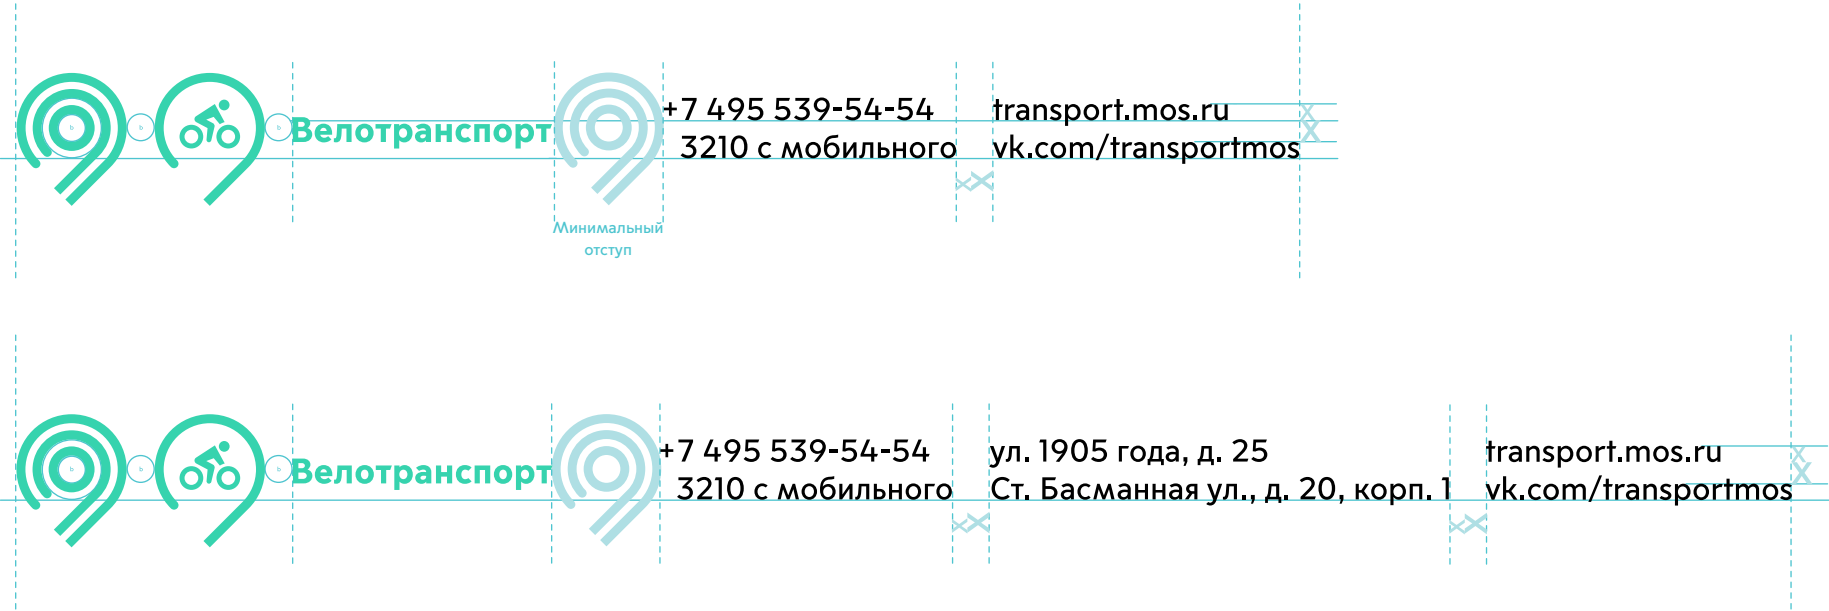 Велотранспорт
+7 495 539-54-54
3210 с мобильного
transport.mos.ru
vk.com/transportmos
x
x
x
x
Минимальный
отступ
Велотранспорт
+7 495 539-54-54
3210 с мобильного
ул. 1905 года, д. 25
Ст. Басманная ул., д. 20, корп. 1
transport.mos.ru
vk.com/transportmos
x
x
x
x
x
x